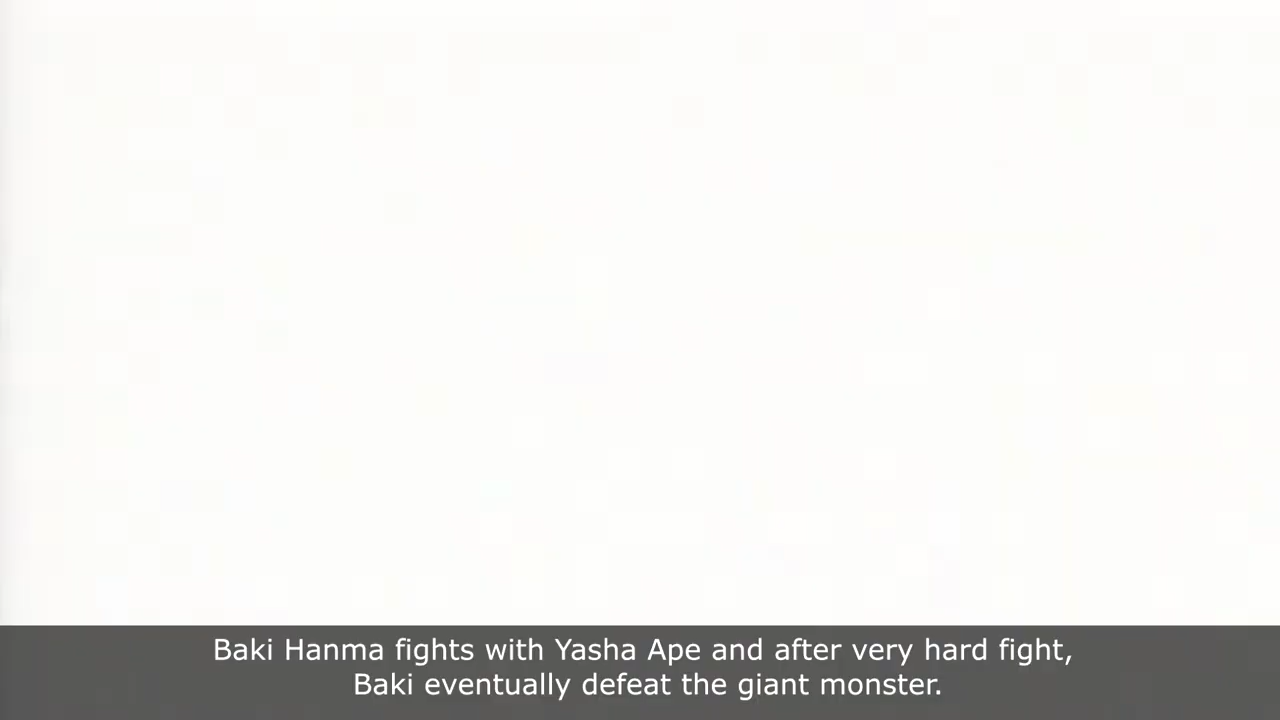 Baki Hanma fights with Yasha Ape and after very hard fight,
Baki eventually defeat the giant monster.